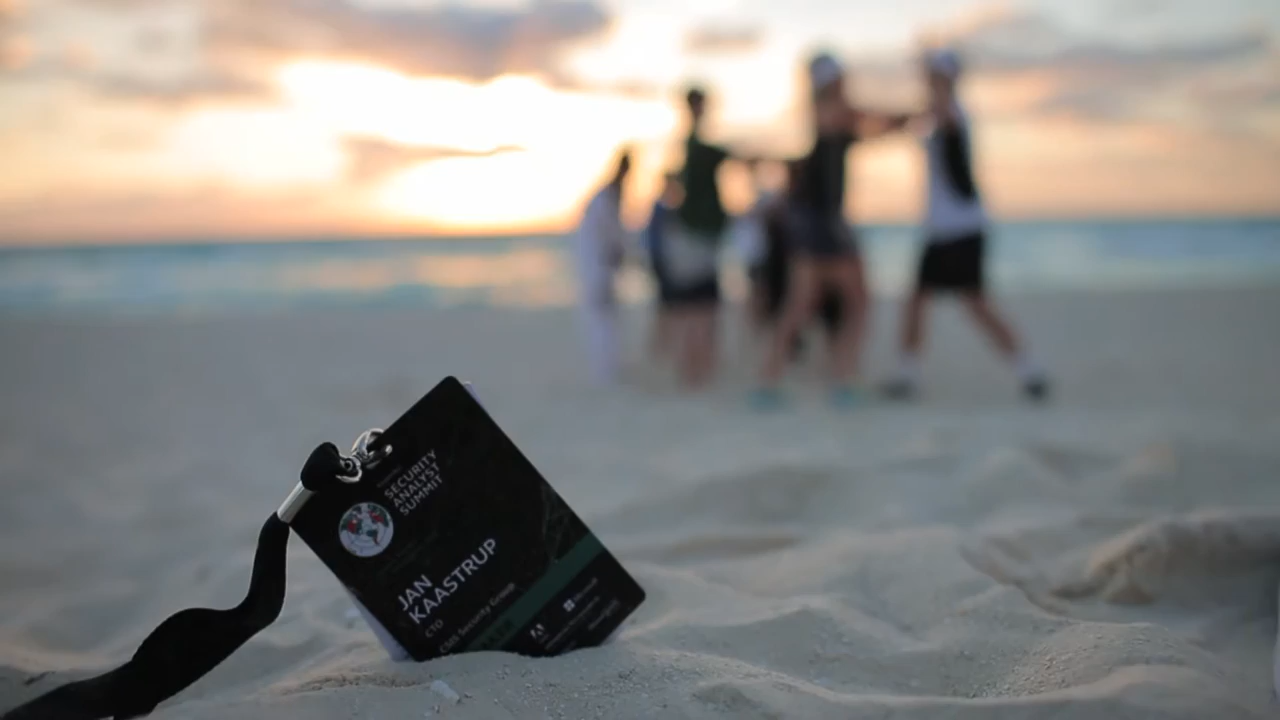 SECURITY
ANALYST
SUMMIT
JAN
KAASTRUP
CTO
CSIS Security Group